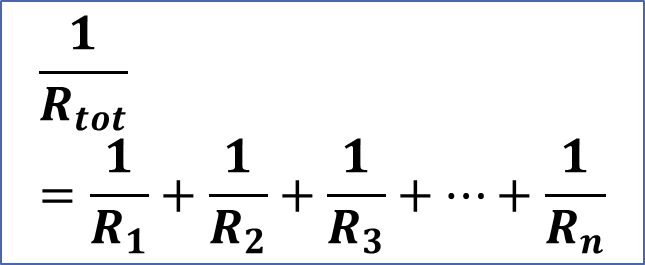 1/R_tot
= 1/R_1 + 1/R_2 + 1/R_3 + ⋯ + 1/R_n